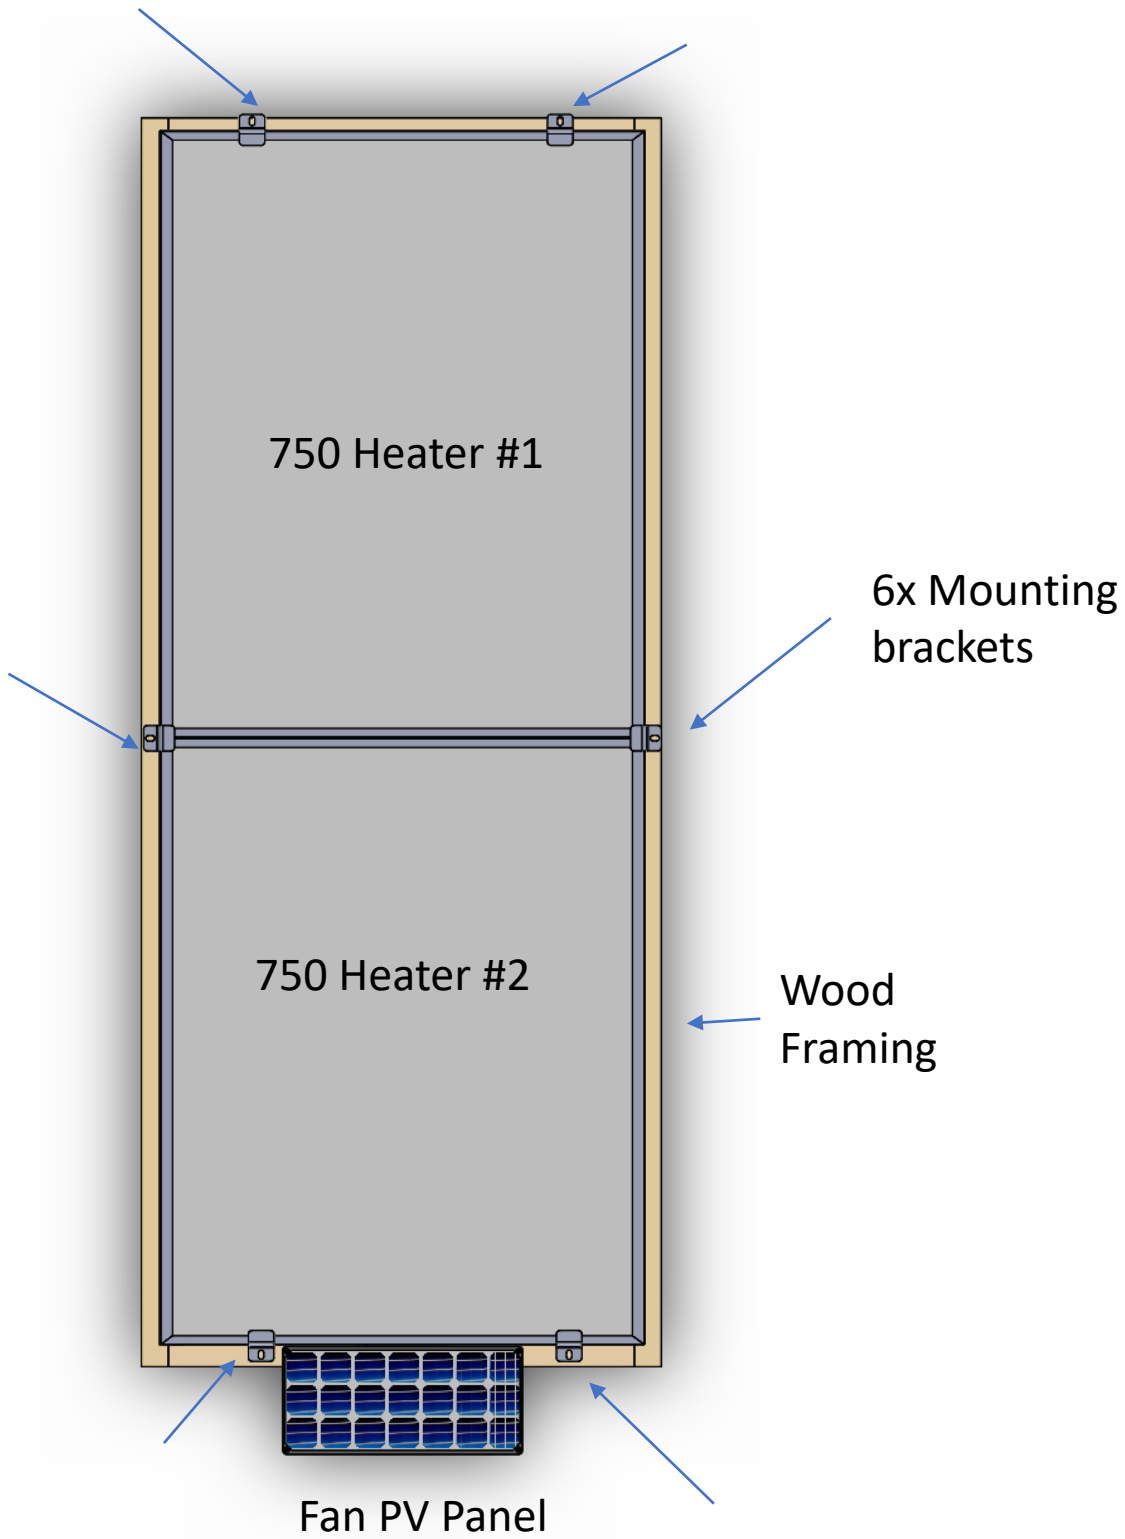 750 Heater #1
6x Mounting
brackets
750 Heater #2
Wood
Framing
Fan PV Panel